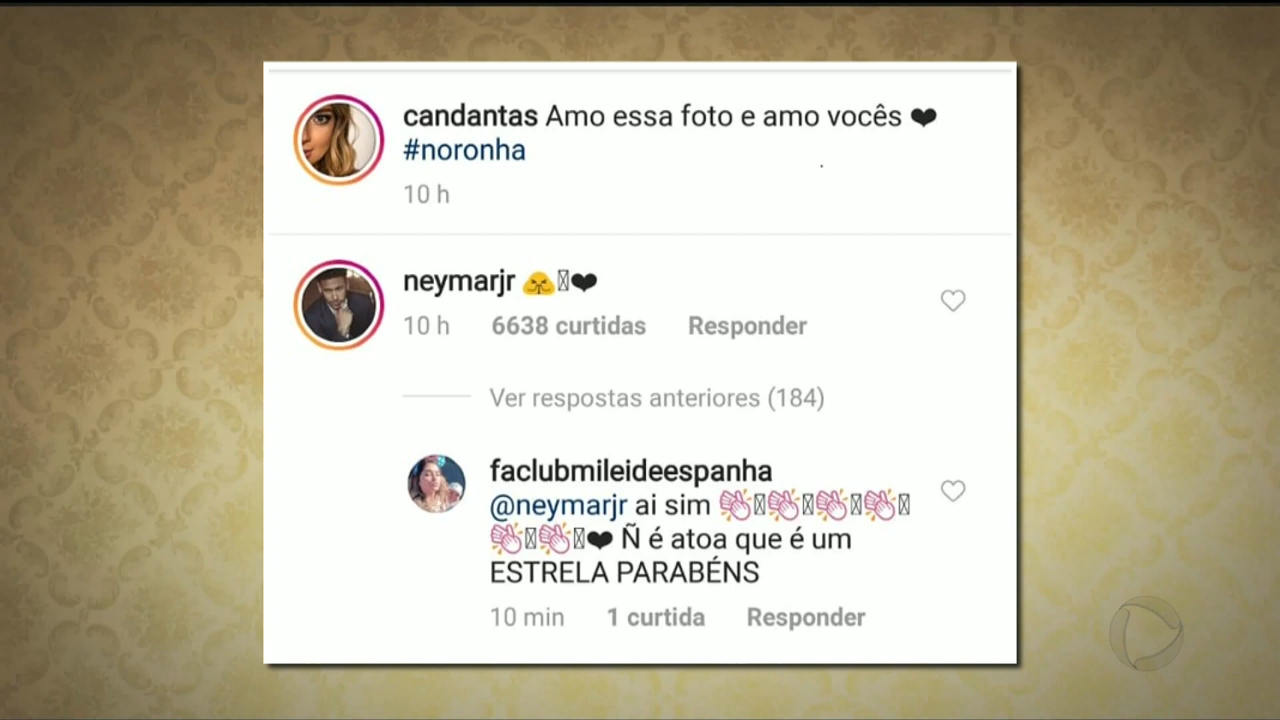 candantas Amo essa foto e amo vocês ❤
#noronha
10 h
neymarjr 🙏❤
10 h 6638 curtidas Responder
Ver respostas anteriores (184)
faclubmileideespanha
@neymarjr ai sim 👏👏👏👏
👏👏❤ Ñ é atoa que é um
ESTRELA PARABÉNS
10 min 1 curtida Responder